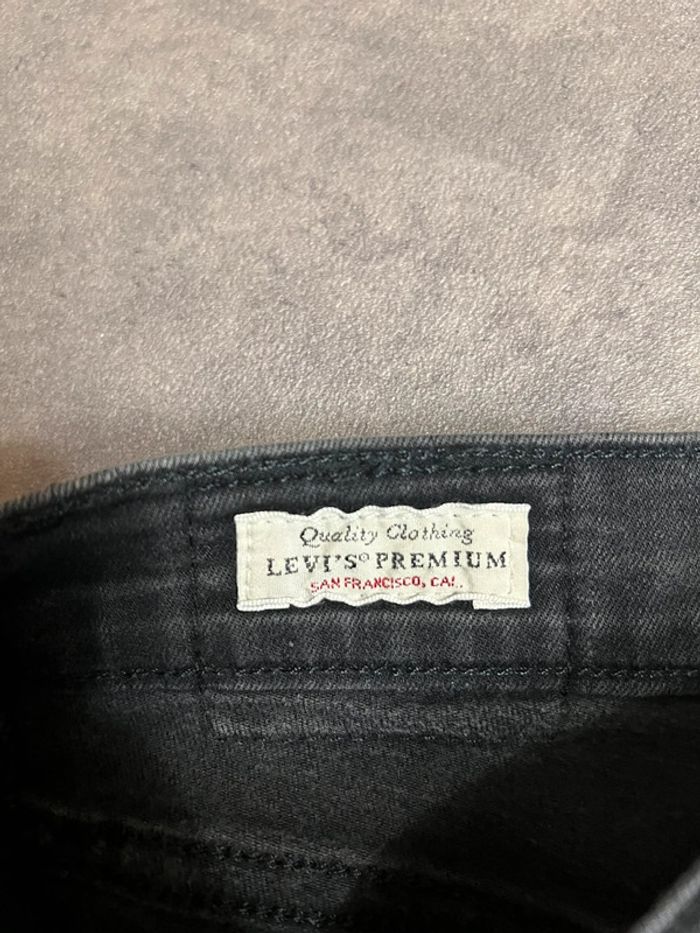 Quality Clothing
LEVI'S® PREMIUM
SAN FRANCISCO, CAL.